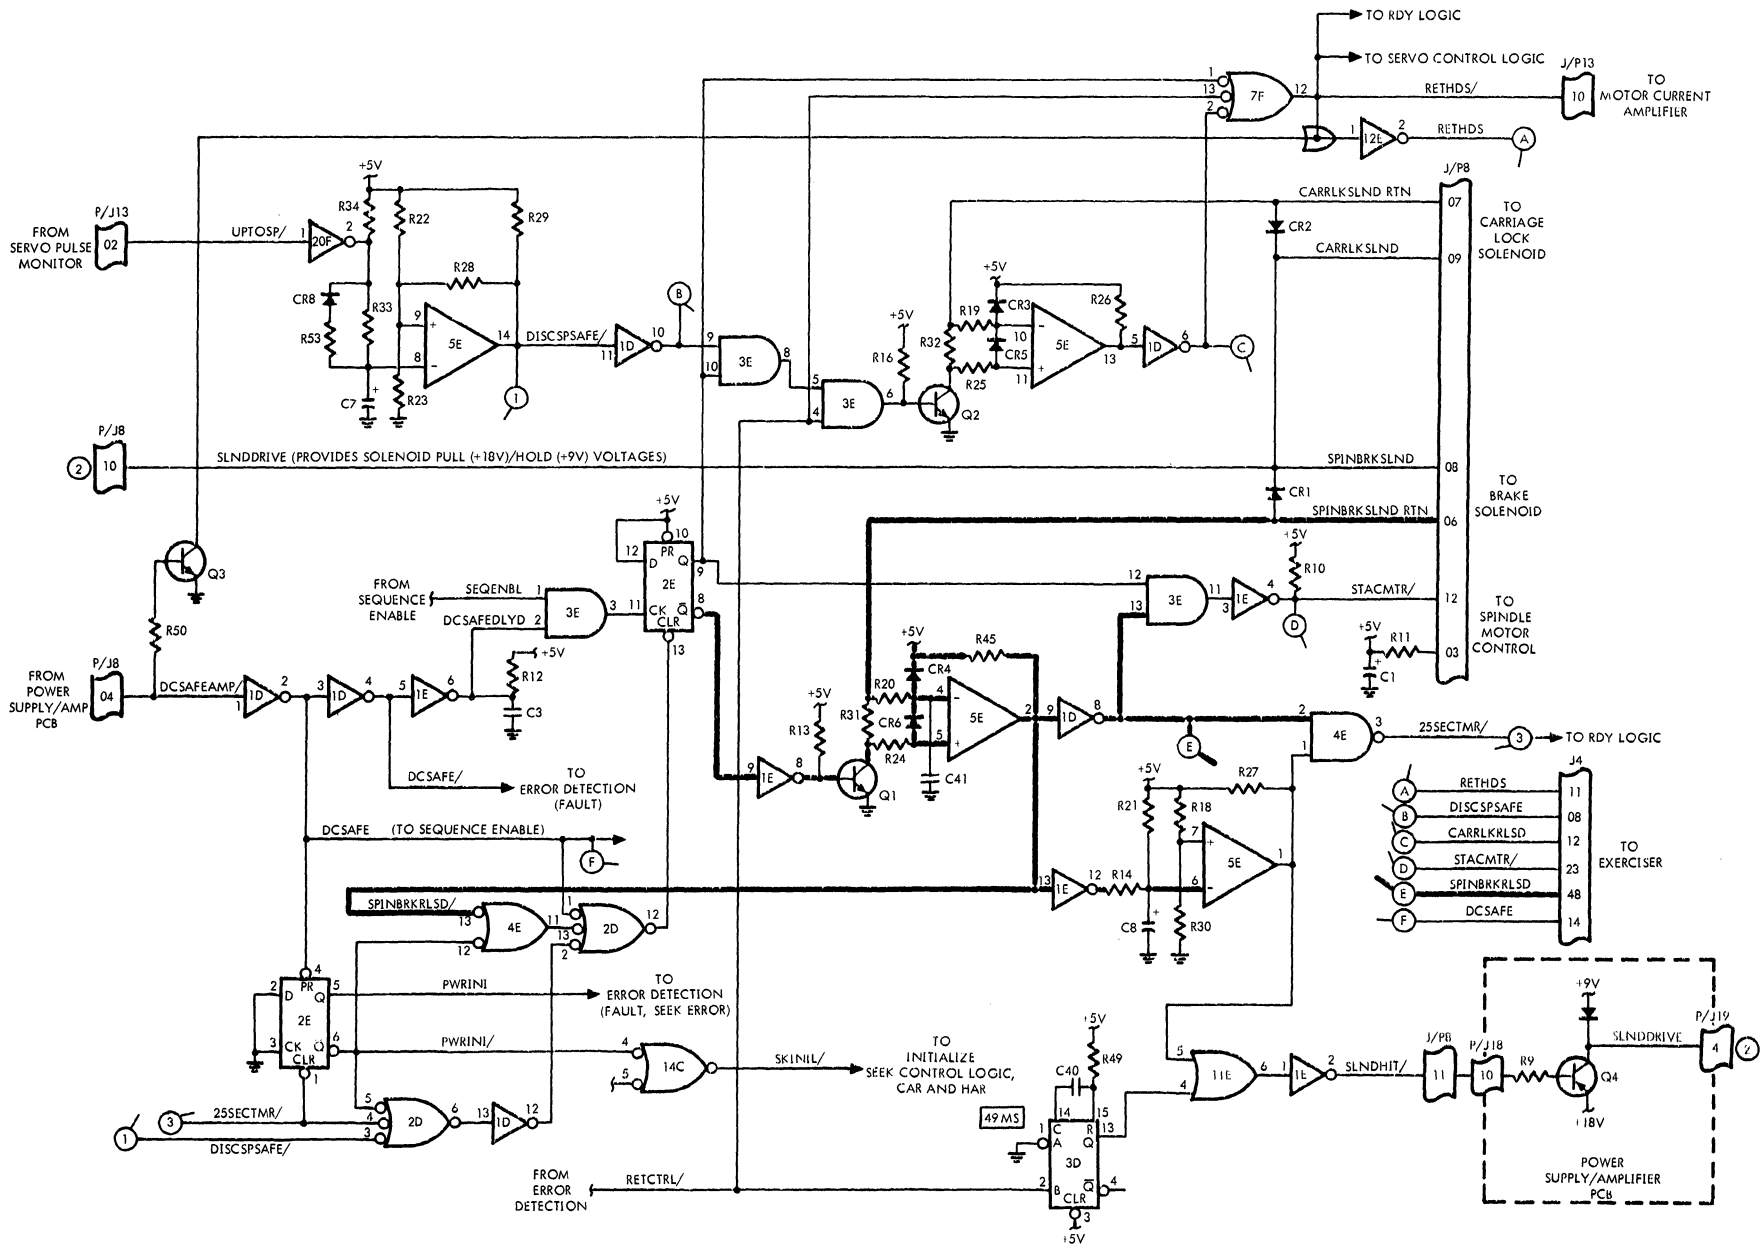 TO RDY LOGIC
TO SERVO CONTROL LOGIC
J/P13
1
13
2
7F
12
RETHDS/
10
TO
MOTOR CURRENT
AMPLIFIER
1
12E
2
RETHDS
A
+5V
J/P8
P/J13
R34
R22
R29
CARRLKSLND RTN
07
TO
CARRIAGE
LOCK
SOLENOID
FROM
SERVO PULSE
MONITOR
02
UPTOSP/
1
20F
2
CR2
CARRLKSLND
09
R28
B
+5V
CR8
R33
R53
9
+
5E
8
-
14
DISCSPSAFE/
11
1D
10
9
10
3E
8
+5V
R16
R19
CR3
R26
10
-
5E
R32
CR5
R25
11
+
13
5
1D
6
C
C7
+
R23
1
5
4
3E
6
Q2
P/J8
2
10
SLNDDRIVE (PROVIDES SOLENOID PULL (+18V)/HOLD (+9V) VOLTAGES)
SPINBRKSLND
08
TO
BRAKE
SOLENOID
CR1
+5V
SPINBRKSLND RTN
06
10
PR
12
D
Q
9
2E
11
CK
Q
8
CLR
13
Q3
FROM
SEQUENCE
ENABLE
SEQENBL
1
DCSAFEDLYD
2
3E
3
+5V
R10
12
13
3E
11
3
1E
4
STACMTR/
12
D
TO
SPINDLE
MOTOR
CONTROL
R50
+5V
R11
03
+
C1
FROM
POWER
SUPPLY/AMP
PCB
P/J8
04
DCSAFEAMP/
1
1D
2
3
1D
4
5
1E
6
+5V
R12
C3
+5V
R45
CR4
R20
4
-
R31
CR6
5E
R24
5
+
2
9
1D
8
E
2
1
4E
3
25SECTMR/
3
TO RDY LOGIC
+5V
R13
9
1E
8
Q1
C41
DCSAFE/
TO
ERROR DETECTION
(FAULT)
+5V
R27
R21
R18
7
+
5E
1
6
-
J4
A
RETHDS
11
B
DISCSPSAFE
08
C
CARRLKRLSD
12
D
STACMTR/
23
E
SPINBRKRLSD
48
F
DCSAFE
14
TO
EXERCISER
DCSAFE
(TO SEQUENCE ENABLE)
F
13
1E
12
R14
C8
+
R30
SPINBRKRLSD/
13
12
4E
11
1
13
2
2D
12
4
PR
2
D
Q
5
2E
3
CK
Q
6
CLR
1
PWRINI
TO
ERROR DETECTION
(FAULT, SEEK ERROR)
PWRINI/
4
5
14C
SKINIL/
TO
INITIALIZE
SEEK CONTROL LOGIC,
CAR AND HAR
+5V
R49
C40
49 MS
14
15
C
R
1
A
Q
13
3D
2
B
Q
4
CLR
3
+5V
5
4
11E
6
1
1E
2
SLNDHIT/
J/P8
11
P/J18
10
R9
Q4
+9V
SLNDDRIVE
P/J19
4
2
+18V
POWER
SUPPLY/AMPLIFIER
PCB
3
25SECTMR/
1
DISCSPSAFE/
5
4
3
2D
6
13
1D
12
FROM
ERROR
DETECTION
RETCTRL/